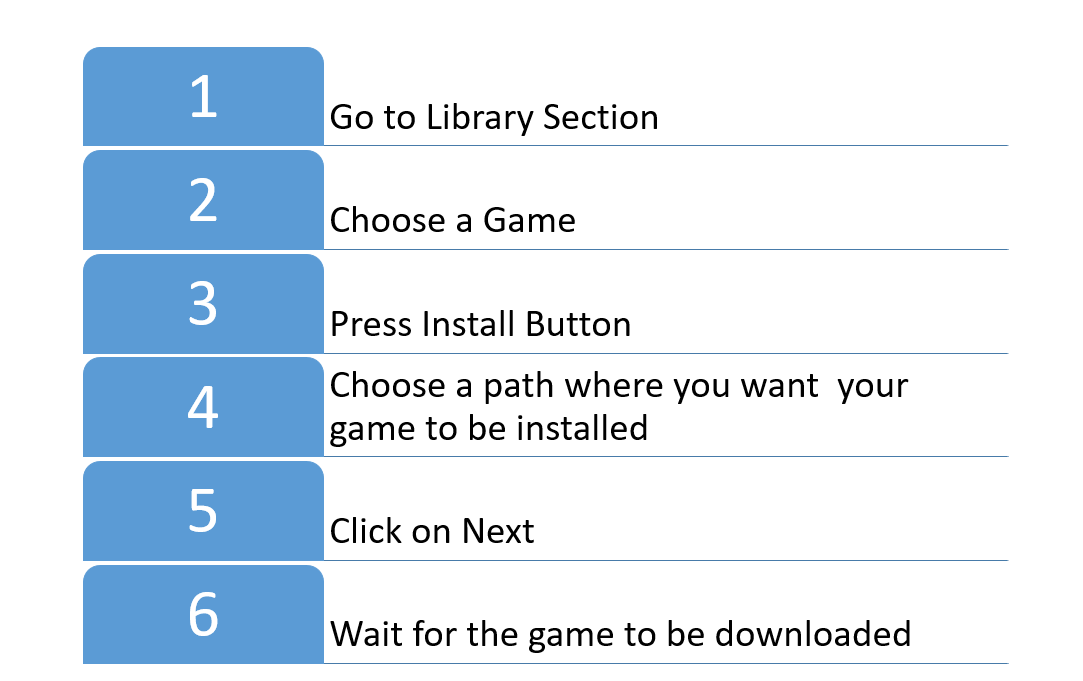 1
Go to Library Section
2
Choose a Game
3
Press Install Button
4
Choose a path where you want  your
game to be installed
5
Click on Next
6
Wait for the game to be downloaded